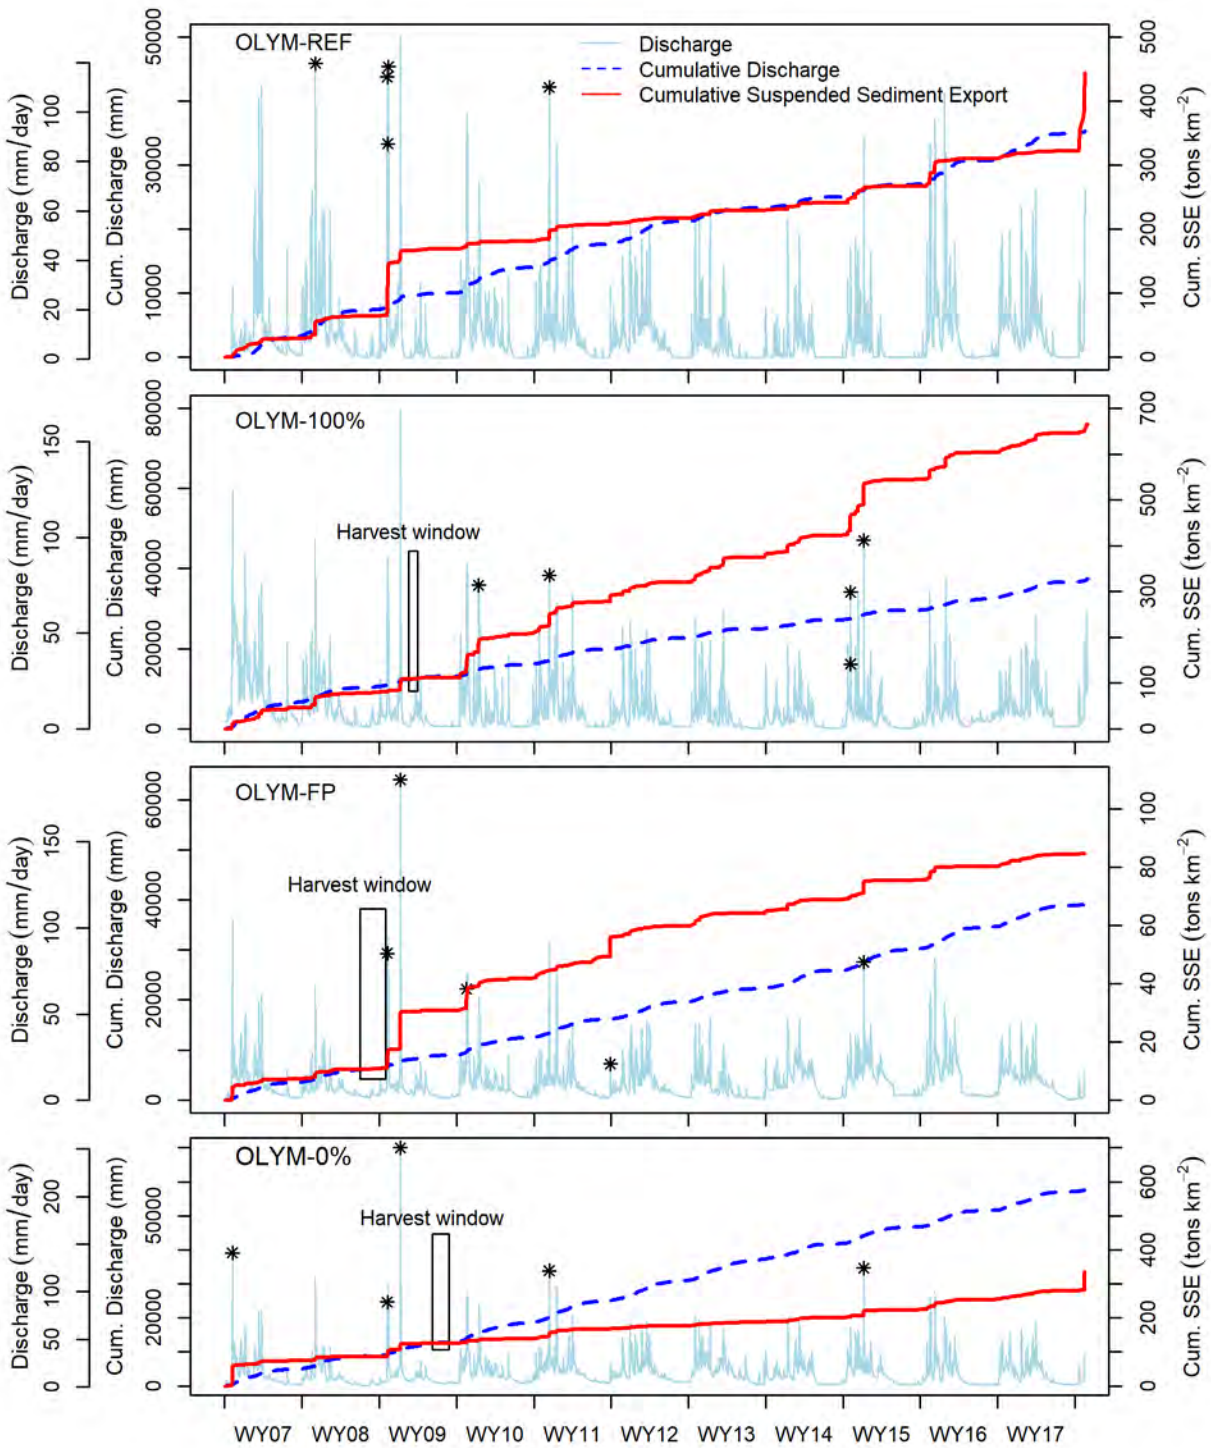 OLYM-REF
Discharge
Cumulative Discharge
Cumulative Suspended Sediment Export
Discharge (mm/day)
0 20 40 60 80 100
Cum. Discharge (mm)
0 10000 30000 50000
Cum. SSE (tons km−2)
0 100 200 300 400 500
OLYM-100%
Harvest window
Discharge (mm/day)
0 50 100 150
Cum. Discharge (mm)
0 20000 40000 60000 80000
Cum. SSE (tons km−2)
0 100 300 500 700
OLYM-FP
Harvest window
Discharge (mm/day)
0 50 100 150
Cum. Discharge (mm)
0 20000 40000 60000
Cum. SSE (tons km−2)
0 20 40 60 80 100
OLYM-0%
Harvest window
Discharge (mm/day)
0 50 100 200
Cum. Discharge (mm)
0 20000 50000
Cum. SSE (tons km−2)
0 100 200 400 600
WY07 WY08 WY09 WY10 WY11 WY12 WY13 WY14 WY15 WY16 WY17